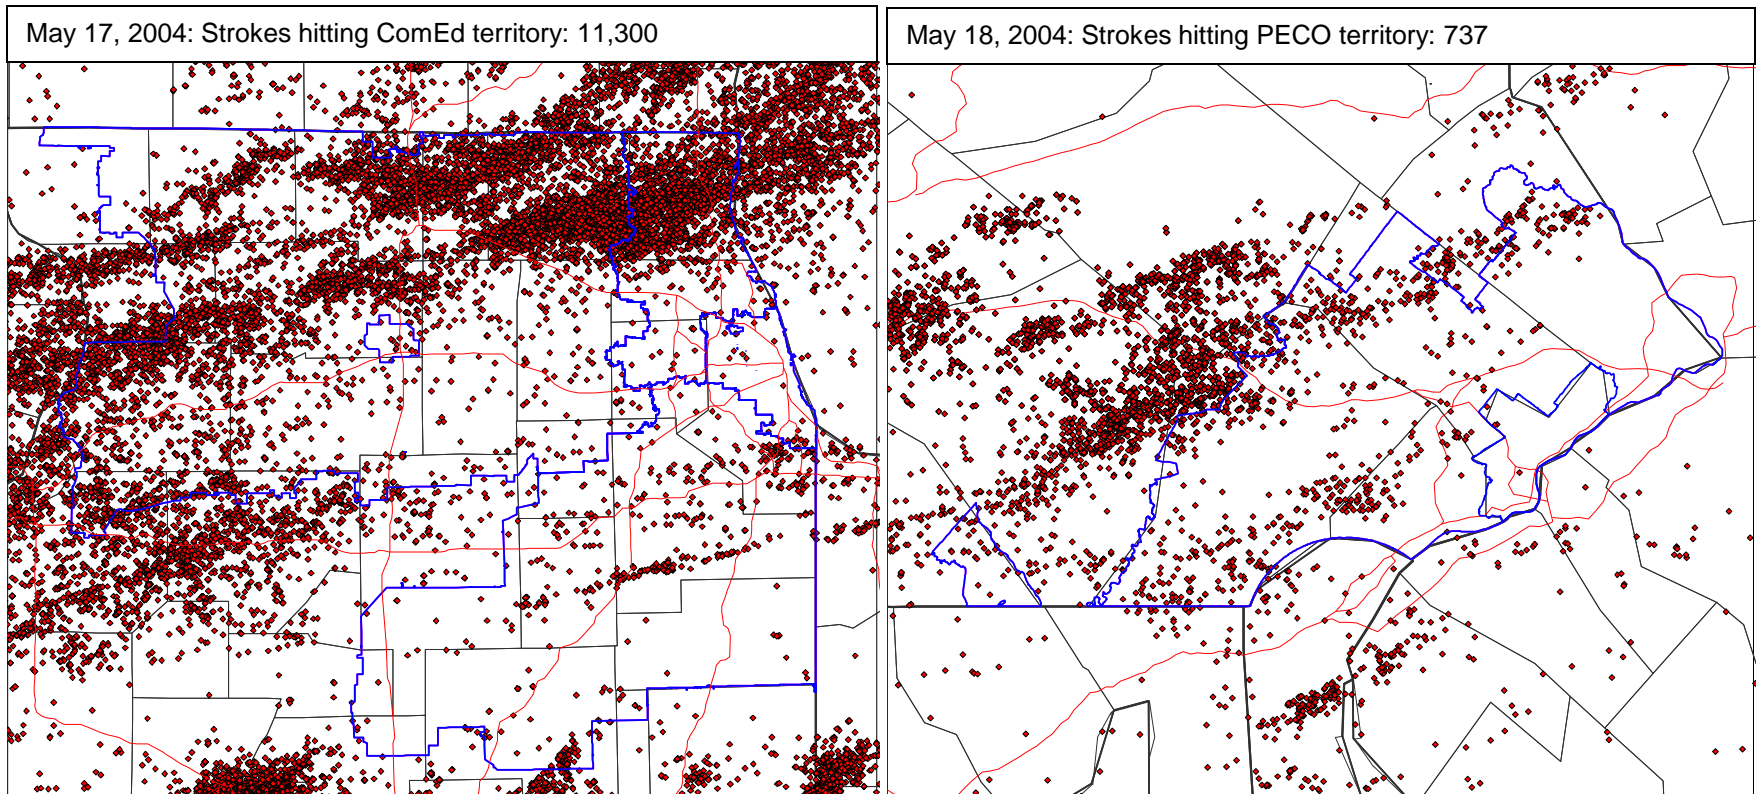 May 17, 2004: Strokes hitting ComEd territory: 11,300
May 18, 2004: Strokes hitting PECO territory: 737